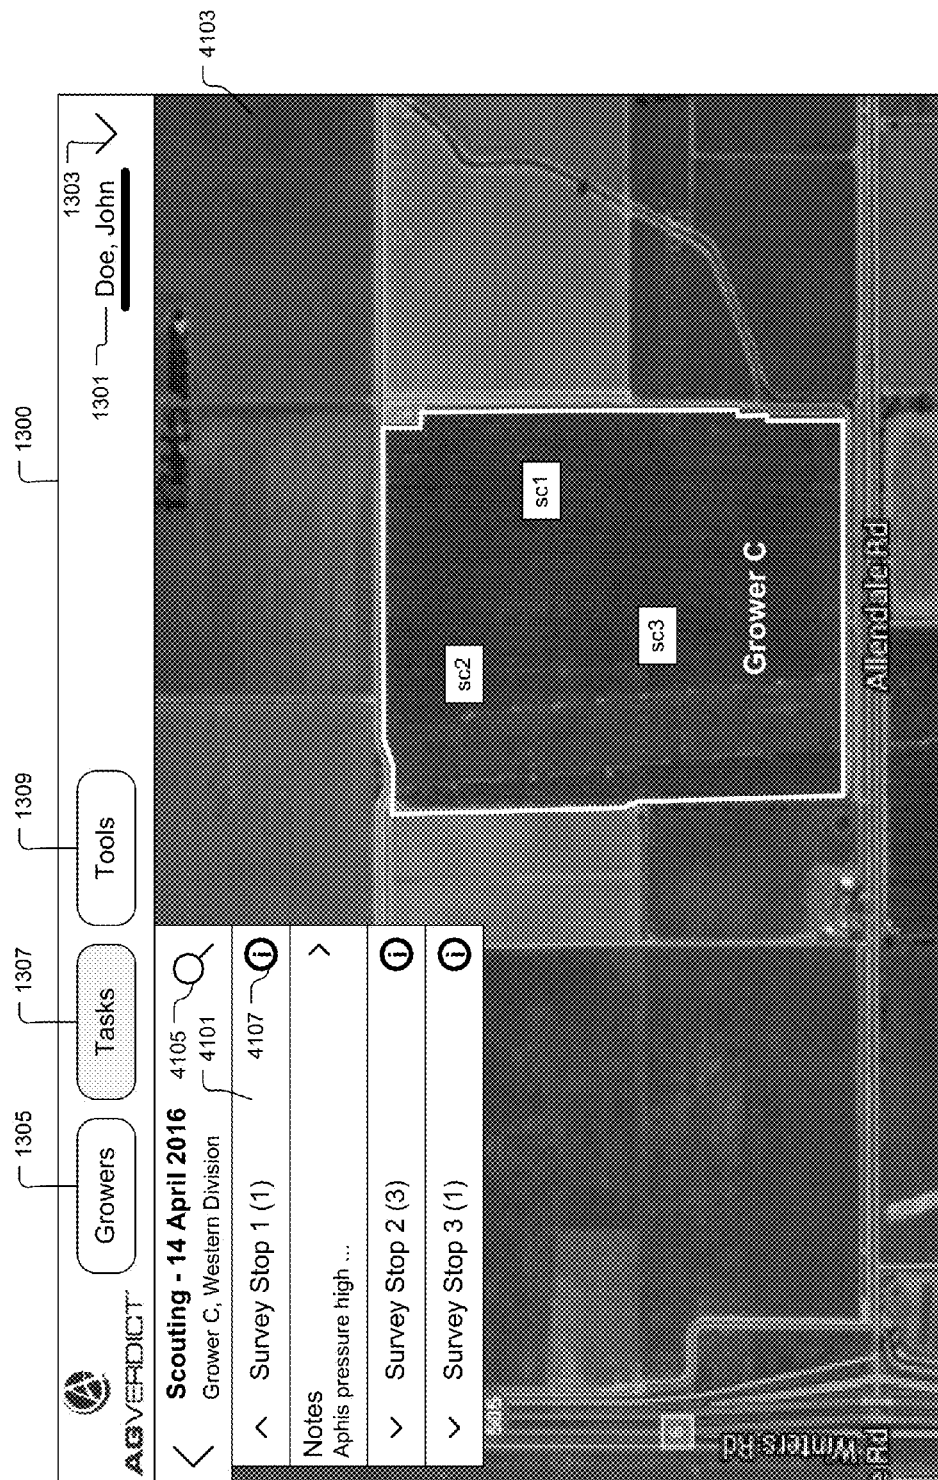 1300
1305
1307
1309
1301
1303
AGVERDICT
Growers
Tasks
Tools
Doe, John
Scouting - 14 April 2016
4105
Grower C, Western Division
4101
Survey Stop 1 (1)
4107
Notes
Aphis pressure high ...
Survey Stop 2 (3)
Survey Stop 3 (1)
4103
sc1
sc2
sc3
Grower C
Allendale Rd
Winters Rd
Rd